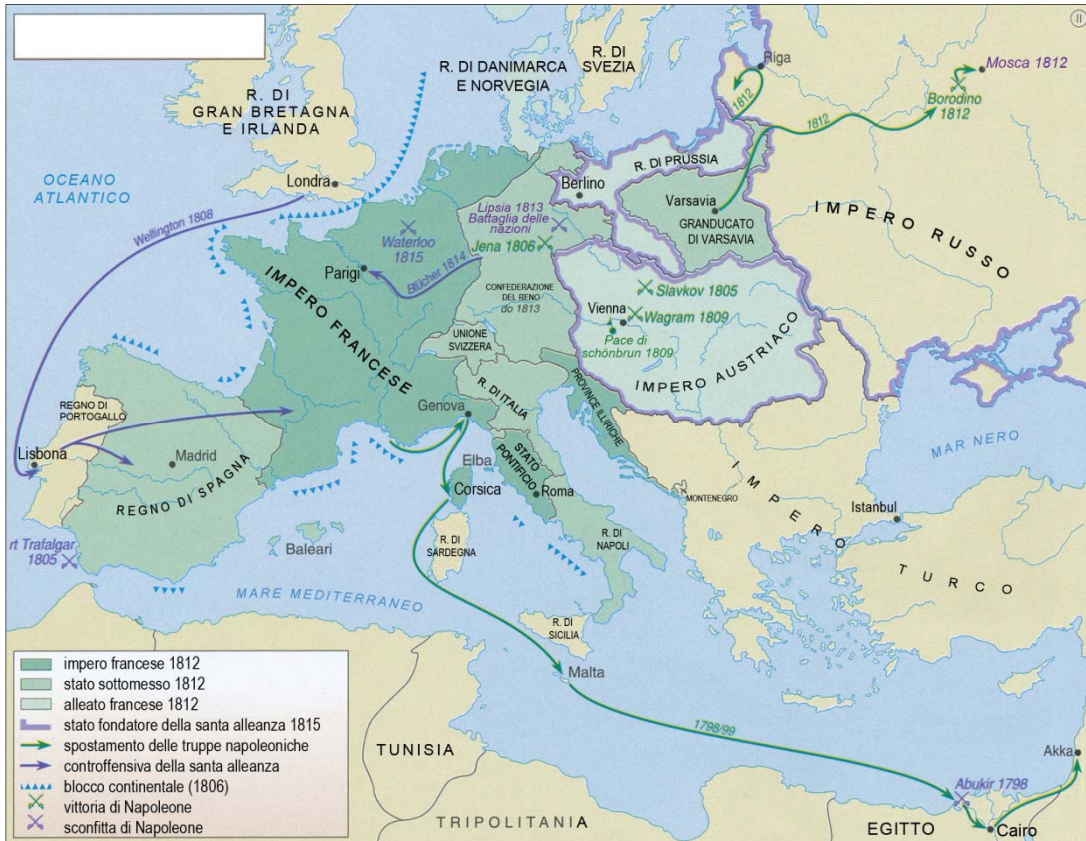 II
R. DI
GRAN BRETAGNA
E IRLANDA
R. DI DANIMARCA
E NORVEGIA
R. DI
SVEZIA
Riga
Mosca 1812
Borodino
1812
1812
1812
OCEANO
ATLANTICO
Londra
Wellington 1808
R. DI PRUSSIA
Berlino
Varsavia
GRANDUCATO
DI VARSAVIA
IMPERO RUSSO
Lipsia 1813
Battaglia delle
nazioni
Jena 1806
Waterloo
1815
Parigi
Blücher 1814
IMPERO FRANCESE
CONFEDERAZIONE
DEL RENO
do 1813
Slavkov 1805
Vienna
Wagram 1809
Pace di
schönbrun 1809
IMPERO AUSTRIACO
UNIONE
SVIZZERA
R. DI ITALIA
PROVINCE ILLIRICHE
Genova
REGNO DI
PORTOGALLO
Lisbona
Madrid
REGNO DI SPAGNA
Elba
Corsica
STATO
PONTIFICIO
Roma
MONTENEGRO
MAR NERO
IMPERO
TURCO
Istanbul
rt Trafalgar
1805
Baleari
R. DI
SARDEGNA
R. DI
NAPOLI
MARE MEDITERRANEO
R. DI
SICILIA
Malta
1798/99
Akka
Abukir 1798
TUNISIA
TRIPOLITANIA
EGITTO
Cairo
impero francese 1812
stato sottomesso 1812
alleato francese 1812
stato fondatore della santa alleanza 1815
spostamento delle truppe napoleoniche
controffensiva della santa alleanza
blocco continentale (1806)
vittoria di Napoleone
sconfitta di Napoleone